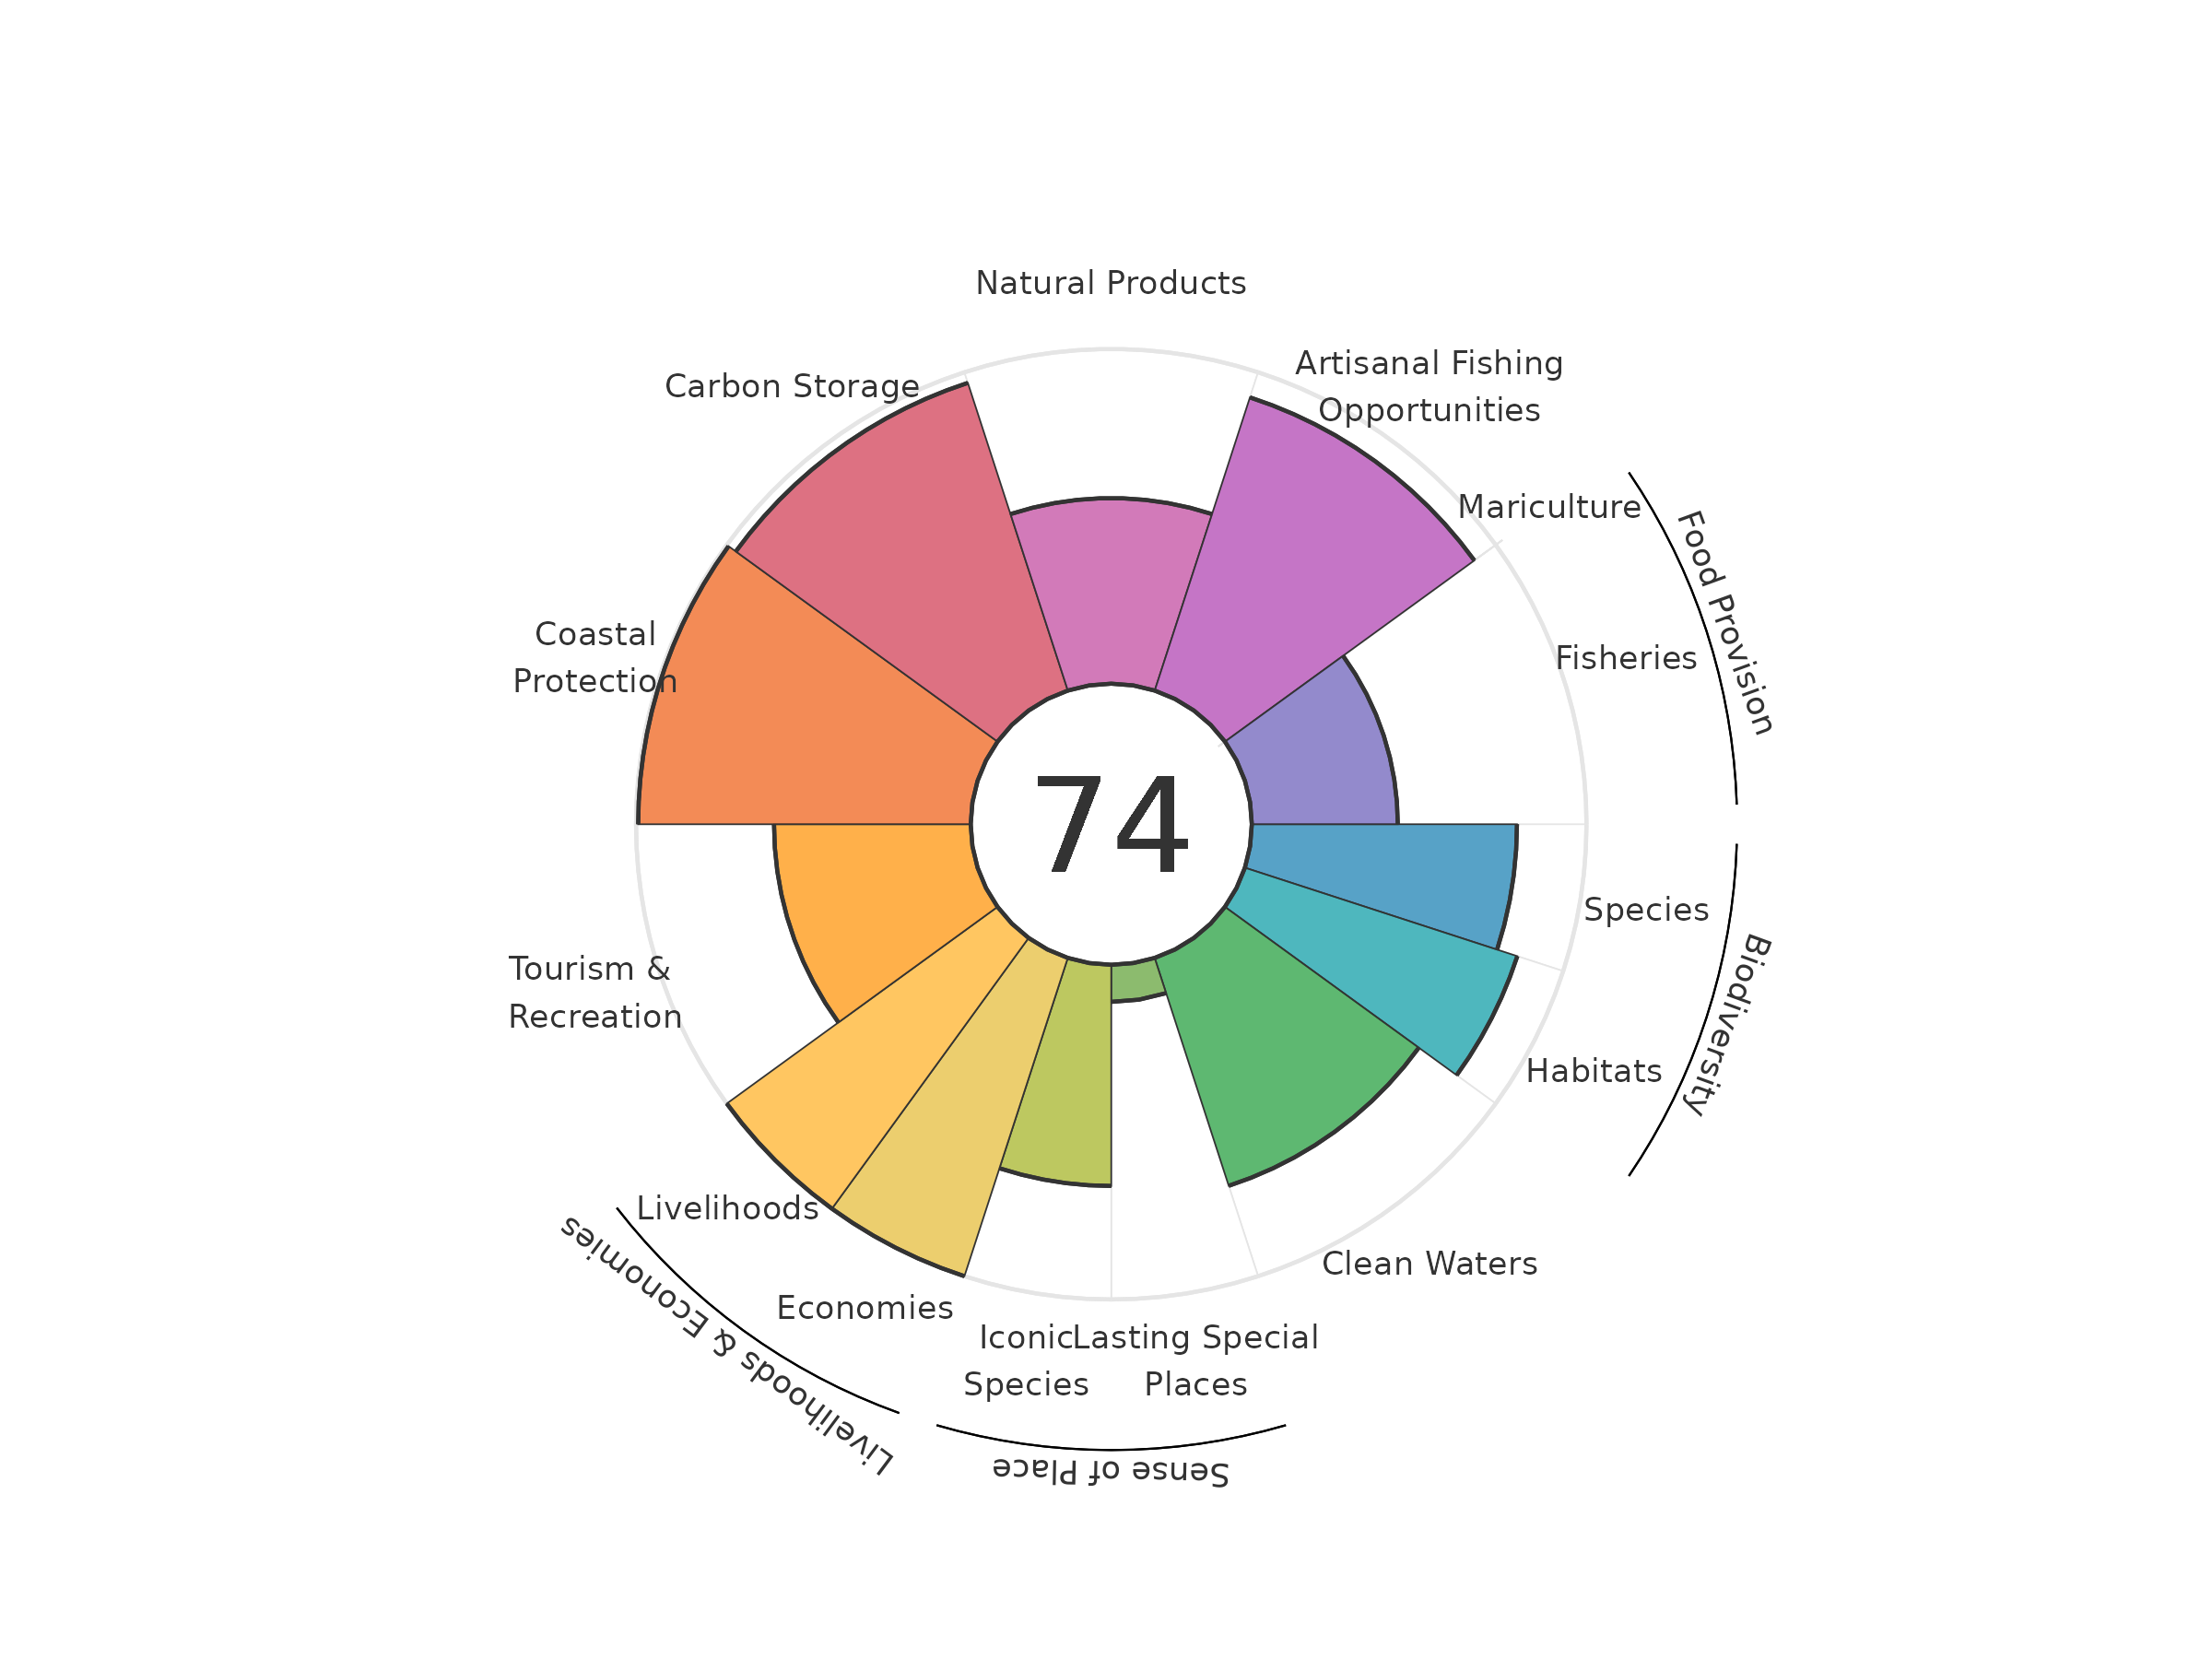 Natural Products
Artisanal Fishing
Opportunities
Carbon Storage
Mariculture
Food Provision
Coastal
Protection
Fisheries
74
Species
Biodiversity
Tourism &
Recreation
Habitats
Livelihoods
Clean Waters
Livelihoods & Economies
Economies
Iconic
Species
Lasting Special
Places
Sense of Place